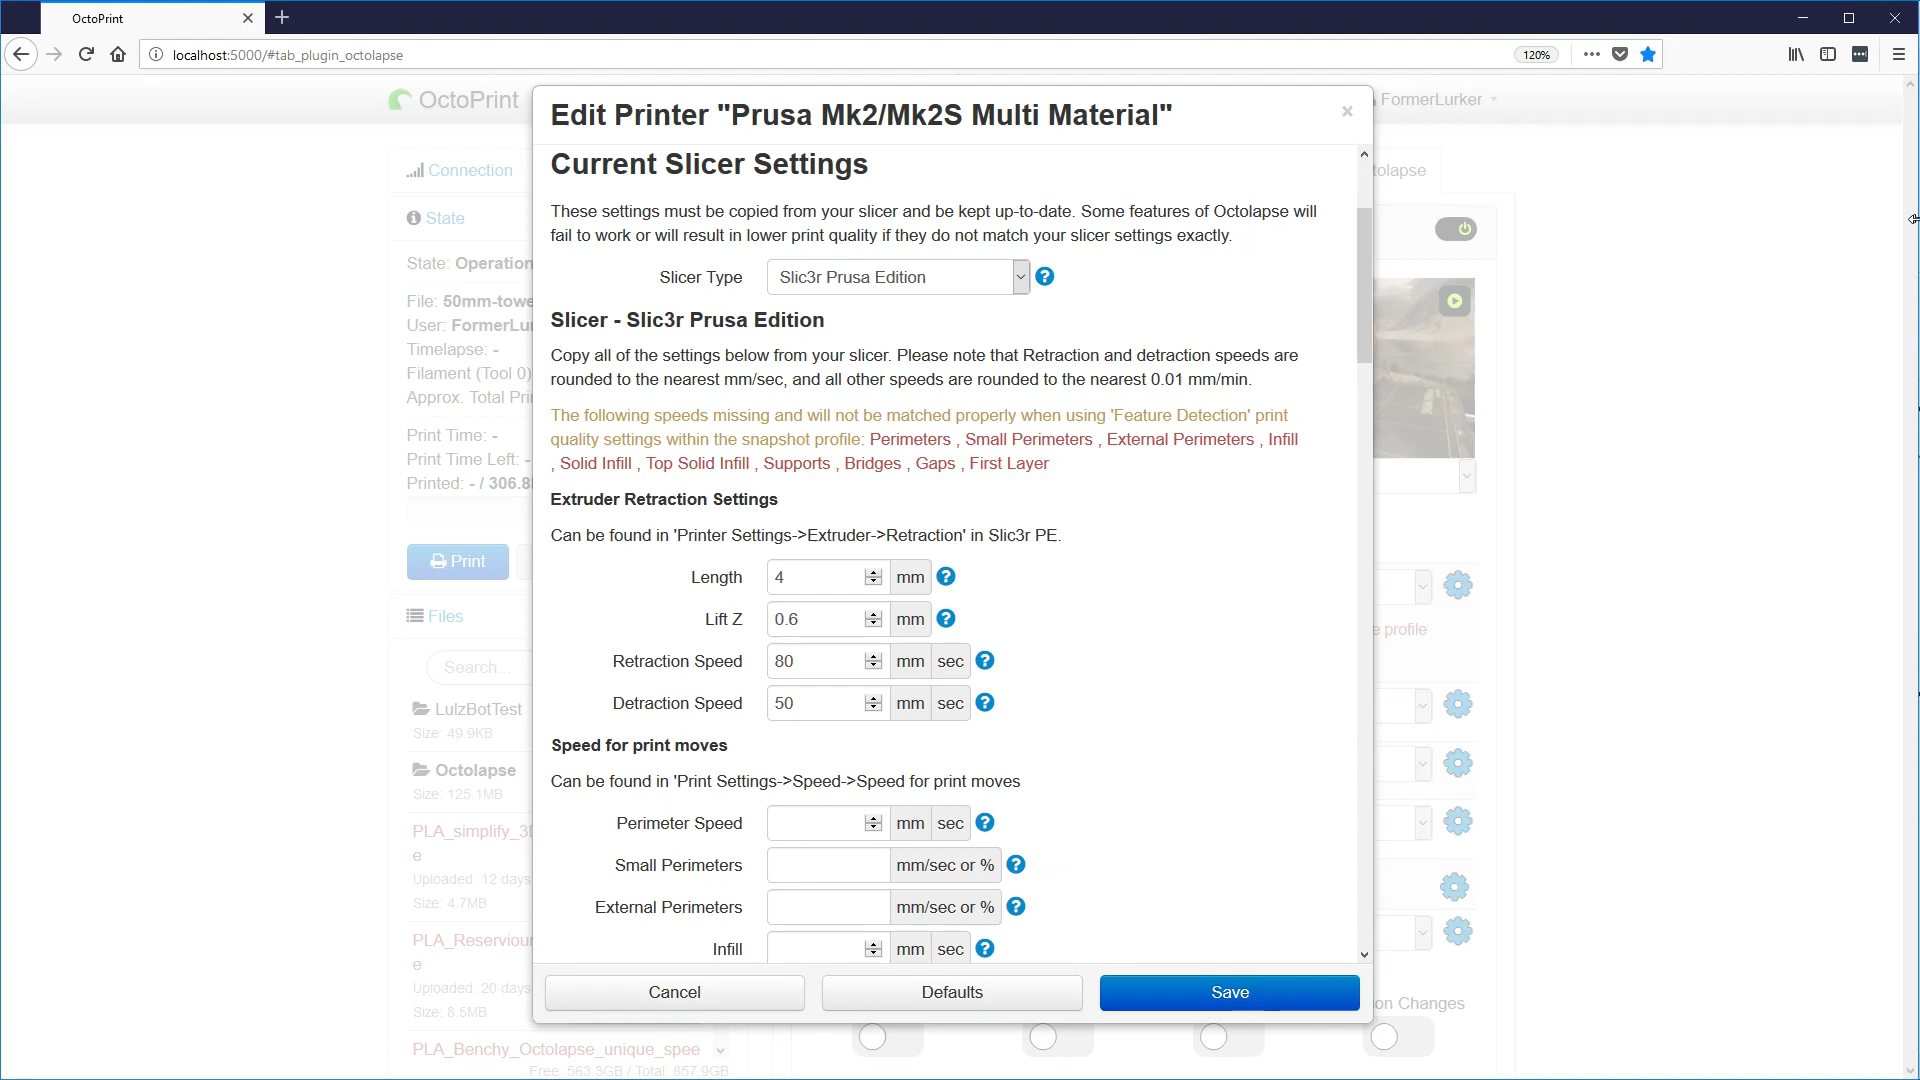 OctoPrint
localhost:5000/#tab_plugin_octolapse
120%
OctoPrint
FormerLurker
Edit Printer "Prusa Mk2/Mk2S Multi Material"
Current Slicer Settings
These settings must be copied from your slicer and be kept up-to-date. Some features of Octolapse will
fail to work or will result in lower print quality if they do not match your slicer settings exactly.
Slicer Type Slic3r Prusa Edition
Slicer - Slic3r Prusa Edition
Copy all of the settings below from your slicer. Please note that Retraction and detraction speeds are
rounded to the nearest mm/sec, and all other speeds are rounded to the nearest 0.01 mm/min.
The following speeds missing and will not be matched properly when using 'Feature Detection' print
quality settings within the snapshot profile: Perimeters , Small Perimeters , External Perimeters , Infill
, Solid Infill , Top Solid Infill , Supports , Bridges , Gaps , First Layer
Extruder Retraction Settings
Can be found in 'Printer Settings->Extruder->Retraction' in Slic3r PE.
Length 4 mm
Lift Z 0.6 mm
Retraction Speed 80 mm sec
Detraction Speed 50 mm sec
Speed for print moves
Can be found in 'Print Settings->Speed->Speed for print moves
Perimeter Speed mm sec
Small Perimeters mm/sec or %
External Perimeters mm/sec or %
Infill mm sec
Cancel Defaults Save
Connection
State
State: Operation
File: 50mm-towe
User: FormerLur
Timelapse: -
Filament (Tool 0)
Approx. Total Pri
Print Time: -
Print Time Left: -
Printed: - / 306.8
Print
Files
Search...
LulzBotTest
Size: 49.9KB
Octolapse
Size: 125.1MB
PLA_simplify_3D
e
Uploaded: 12 days
Size: 4.7MB
PLA_Reserviour
e
Uploaded: 20 days
Size: 8.5MB
PLA_Benchy_Octolapse_unique_spee
Free: 563.3GB / Total: 857.9GB
tolapse
e profile
on Changes